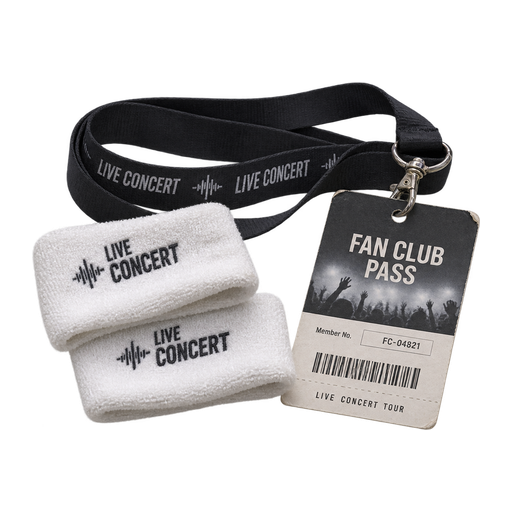 LIVE CONCERT
LIVE CONCERT
LIVE
CONCERT
LIVE
CONCERT
FAN CLUB
PASS
Member No.
FC-04821
LIVE CONCERT TOUR